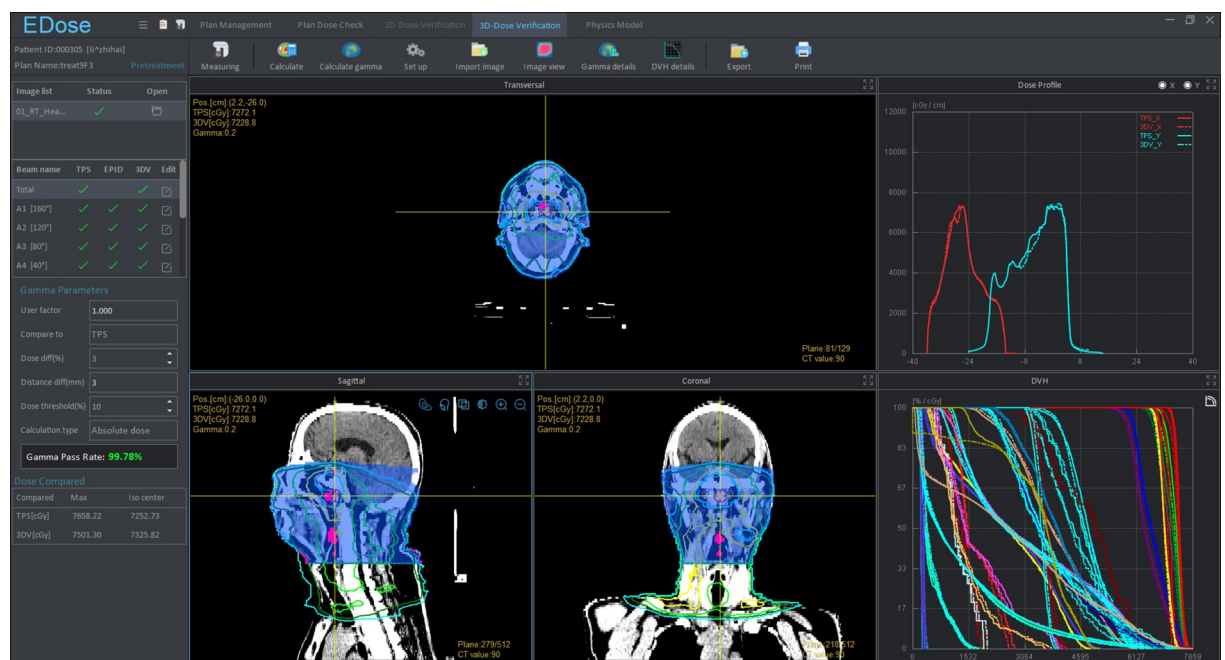 EDose
Plan Management Plan Dose Check 2D-Dose Verification 3D-Dose Verification Physics Model
Patient ID:000305 [li^zhihai]
Plan Name:treat9F3 Pretreatment
Measuring Calculate Calculate gamma Set up Import image Image view Gamma details DVH details Export Print
Image list Status Open
01_RT_Hea...
Beam name TPS EPID 3DV Edit
Total
A1 [160°]
A2 [120°]
A3 [80°]
A4 [40°]
Gamma Parameters
User factor 1.000
Compare to TPS
Dose diff(%) 3
Distance diff(mm) 3
Dose threshold(%) 10
Calculation type Absolute dose
Gamma Pass Rate: 99.78%
Dose Compared
Compared Max Iso center
TPS[cGy] 7658.22 7252.73
3DV[cGy] 7501.30 7325.82
Transversal
Pos.[cm]:(2.2,-26.0)
TPS[cGy]:7272.1
3DV[cGy]:7228.8
Gamma:0.2
Plane:81/129
CT value:90
Dose Profile X Y
[cGy/cm]
TPS_X
3DV_X
TPS_Y
3DV_Y
12000
10000
8000
6000
4000
2000
0
-40 -24 -8 8 24 40
Sagittal
Pos.[cm]:(-26.0,0.0)
TPS[cGy]:7272.1
3DV[cGy]:7228.8
Gamma:0.2
Plane:279/512
CT value:90
Coronal
Pos.[cm]:(2.2,0.0)
TPS[cGy]:7272.1
3DV[cGy]:7228.8
Gamma:0.2
Plane:218/512
CT value:90
DVH
[% / cGy]
100
83
67
50
33
17
0
0 1532 3064 4595 6127 7659